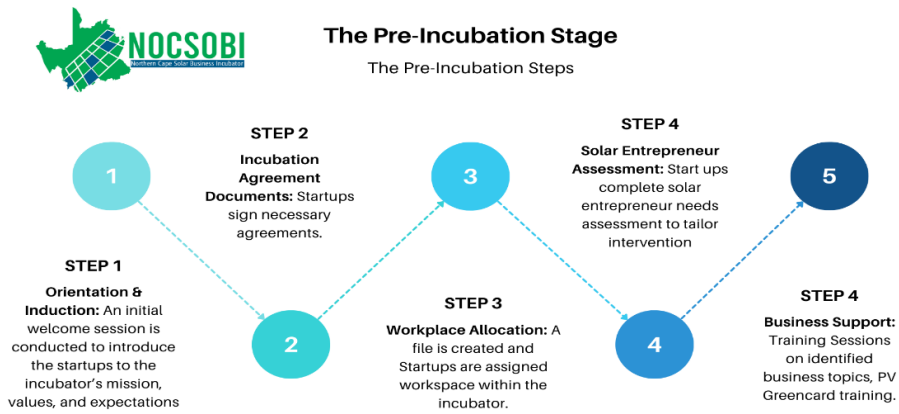 NOCSOBI
Northern Cape Solar Business Incubator
The Pre-Incubation Stage
The Pre-Incubation Steps
1
STEP 1
Orientation &
Induction: An initial
welcome session is
conducted to introduce
the startups to the
incubator's mission,
values, and expectations
STEP 2
Incubation
Agreement
Documents: Startups
sign necessary
agreements.
2
3
STEP 3
Workplace Allocation: A
file is created and
Startups are assigned
workspace within the
incubator.
STEP 4
Solar Entrepreneur
Assessment: Start ups
complete solar
entrepreneur needs
assessment to tailor
intervention
4
5
STEP 4
Business Support:
Training Sessions
on identified
business topics, PV
Greencard training.